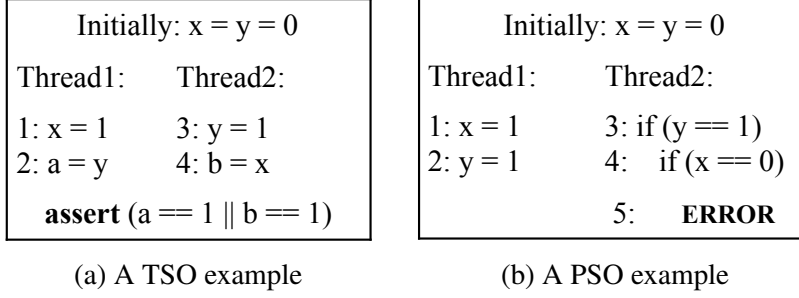 Initially: x = y = 0
Thread1: Thread2:
1: x = 1 3: y = 1
2: a = y 4: b = x
assert (a == 1 || b == 1)
(a) A TSO example
Initially: x = y = 0
Thread1: Thread2:
1: x = 1 3: if (y == 1)
2: y = 1 4: if (x == 0)
5: ERROR
(b) A PSO example